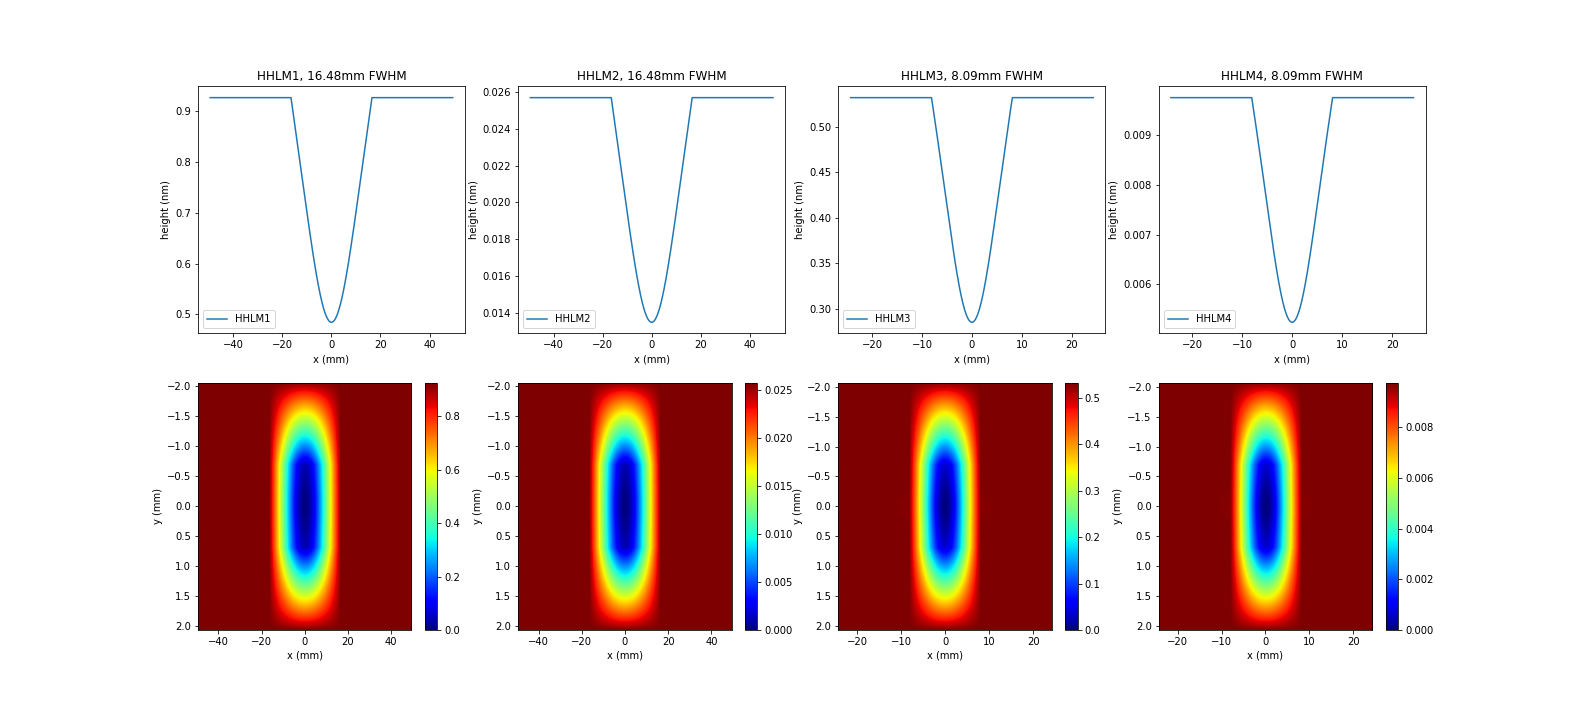 HHLM1, 16.48mm FWHM
height (nm)
0.9
0.8
0.7
0.6
0.5
HHLM1
−40 −20 0 20 40
x (mm)
HHLM2, 16.48mm FWHM
height (nm)
0.026
0.024
0.022
0.020
0.018
0.016
0.014
HHLM2
−40 −20 0 20 40
x (mm)
HHLM3, 8.09mm FWHM
height (nm)
0.50
0.45
0.40
0.35
0.30
HHLM3
−20 −10 0 10 20
x (mm)
HHLM4, 8.09mm FWHM
height (nm)
0.009
0.008
0.007
0.006
HHLM4
−20 −10 0 10 20
x (mm)
y (mm)
−2.0
−1.5
−1.0
−0.5
0.0
0.5
1.0
1.5
2.0
−40 −20 0 20 40
x (mm)
0.8
0.6
0.4
0.2
0.0
y (mm)
−2.0
−1.5
−1.0
−0.5
0.0
0.5
1.0
1.5
2.0
−40 −20 0 20 40
x (mm)
0.025
0.020
0.015
0.010
0.005
0.000
y (mm)
−2.0
−1.5
−1.0
−0.5
0.0
0.5
1.0
1.5
2.0
−20 −10 0 10 20
x (mm)
0.5
0.4
0.3
0.2
0.1
0.0
y (mm)
−2.0
−1.5
−1.0
−0.5
0.0
0.5
1.0
1.5
2.0
−20 −10 0 10 20
x (mm)
0.008
0.006
0.004
0.002
0.000